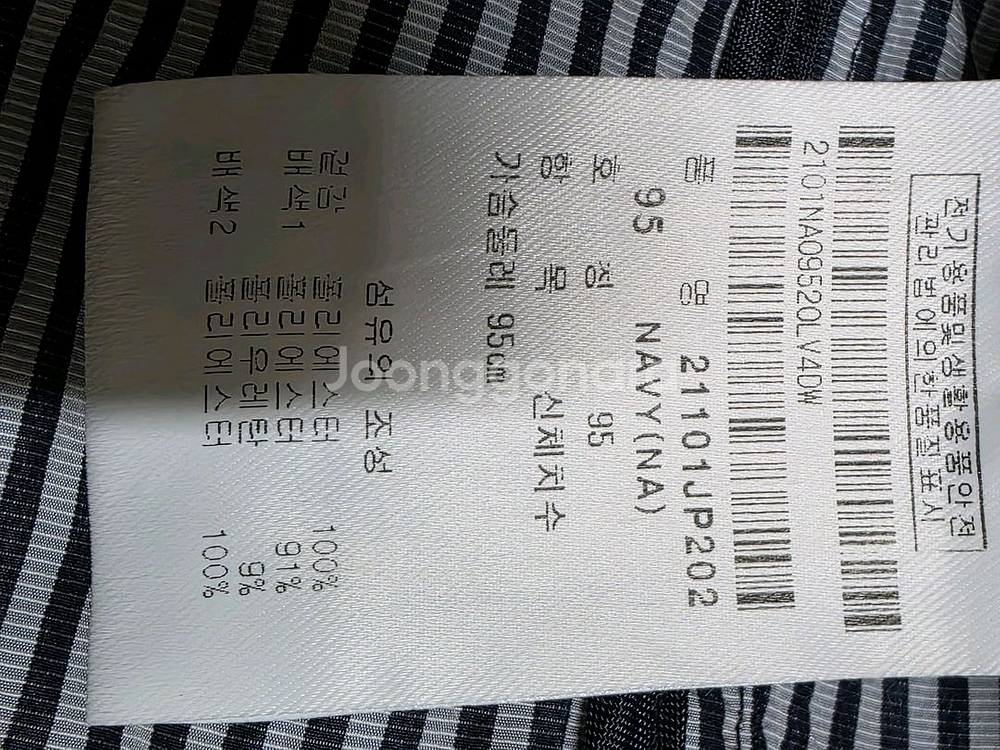 전기용품및생활용품안전
관리법에의한품질표시
2101NA09520LV40W
품 명 21101JP202
95 NAVY(NA)
호 칭 95
항 목 신체치수
가슴둘레 95cm
섬유의 조성
겉감 폴리에스터 100%
배색1 폴리에스터 91%
폴리우레탄 9%
배색2 폴리에스터 100%
Joonggonara